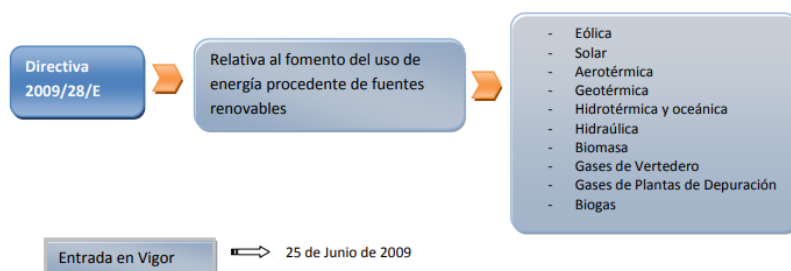 Directiva
2009/28/E
Relativa al fomento del uso de
energía procedente de fuentes
renovables
- Eólica
- Solar
- Aerotérmica
- Geotérmica
- Hidrotérmica y oceánica
- Hidraúlica
- Biomasa
- Gases de Vertedero
- Gases de Plantas de Depuración
- Biogas
Entrada en Vigor
25 de Junio de 2009